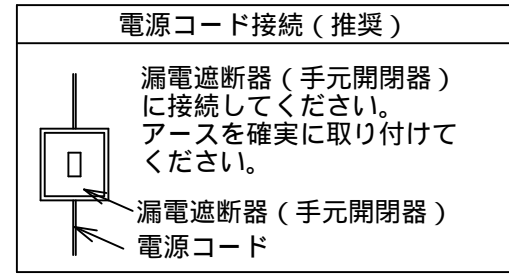 電源コード接続（推奨）
漏電遮断器（手元開閉器）
に接続してください。
アースを確実に取り付けて
ください。
漏電遮断器（手元開閉器）
電源コード